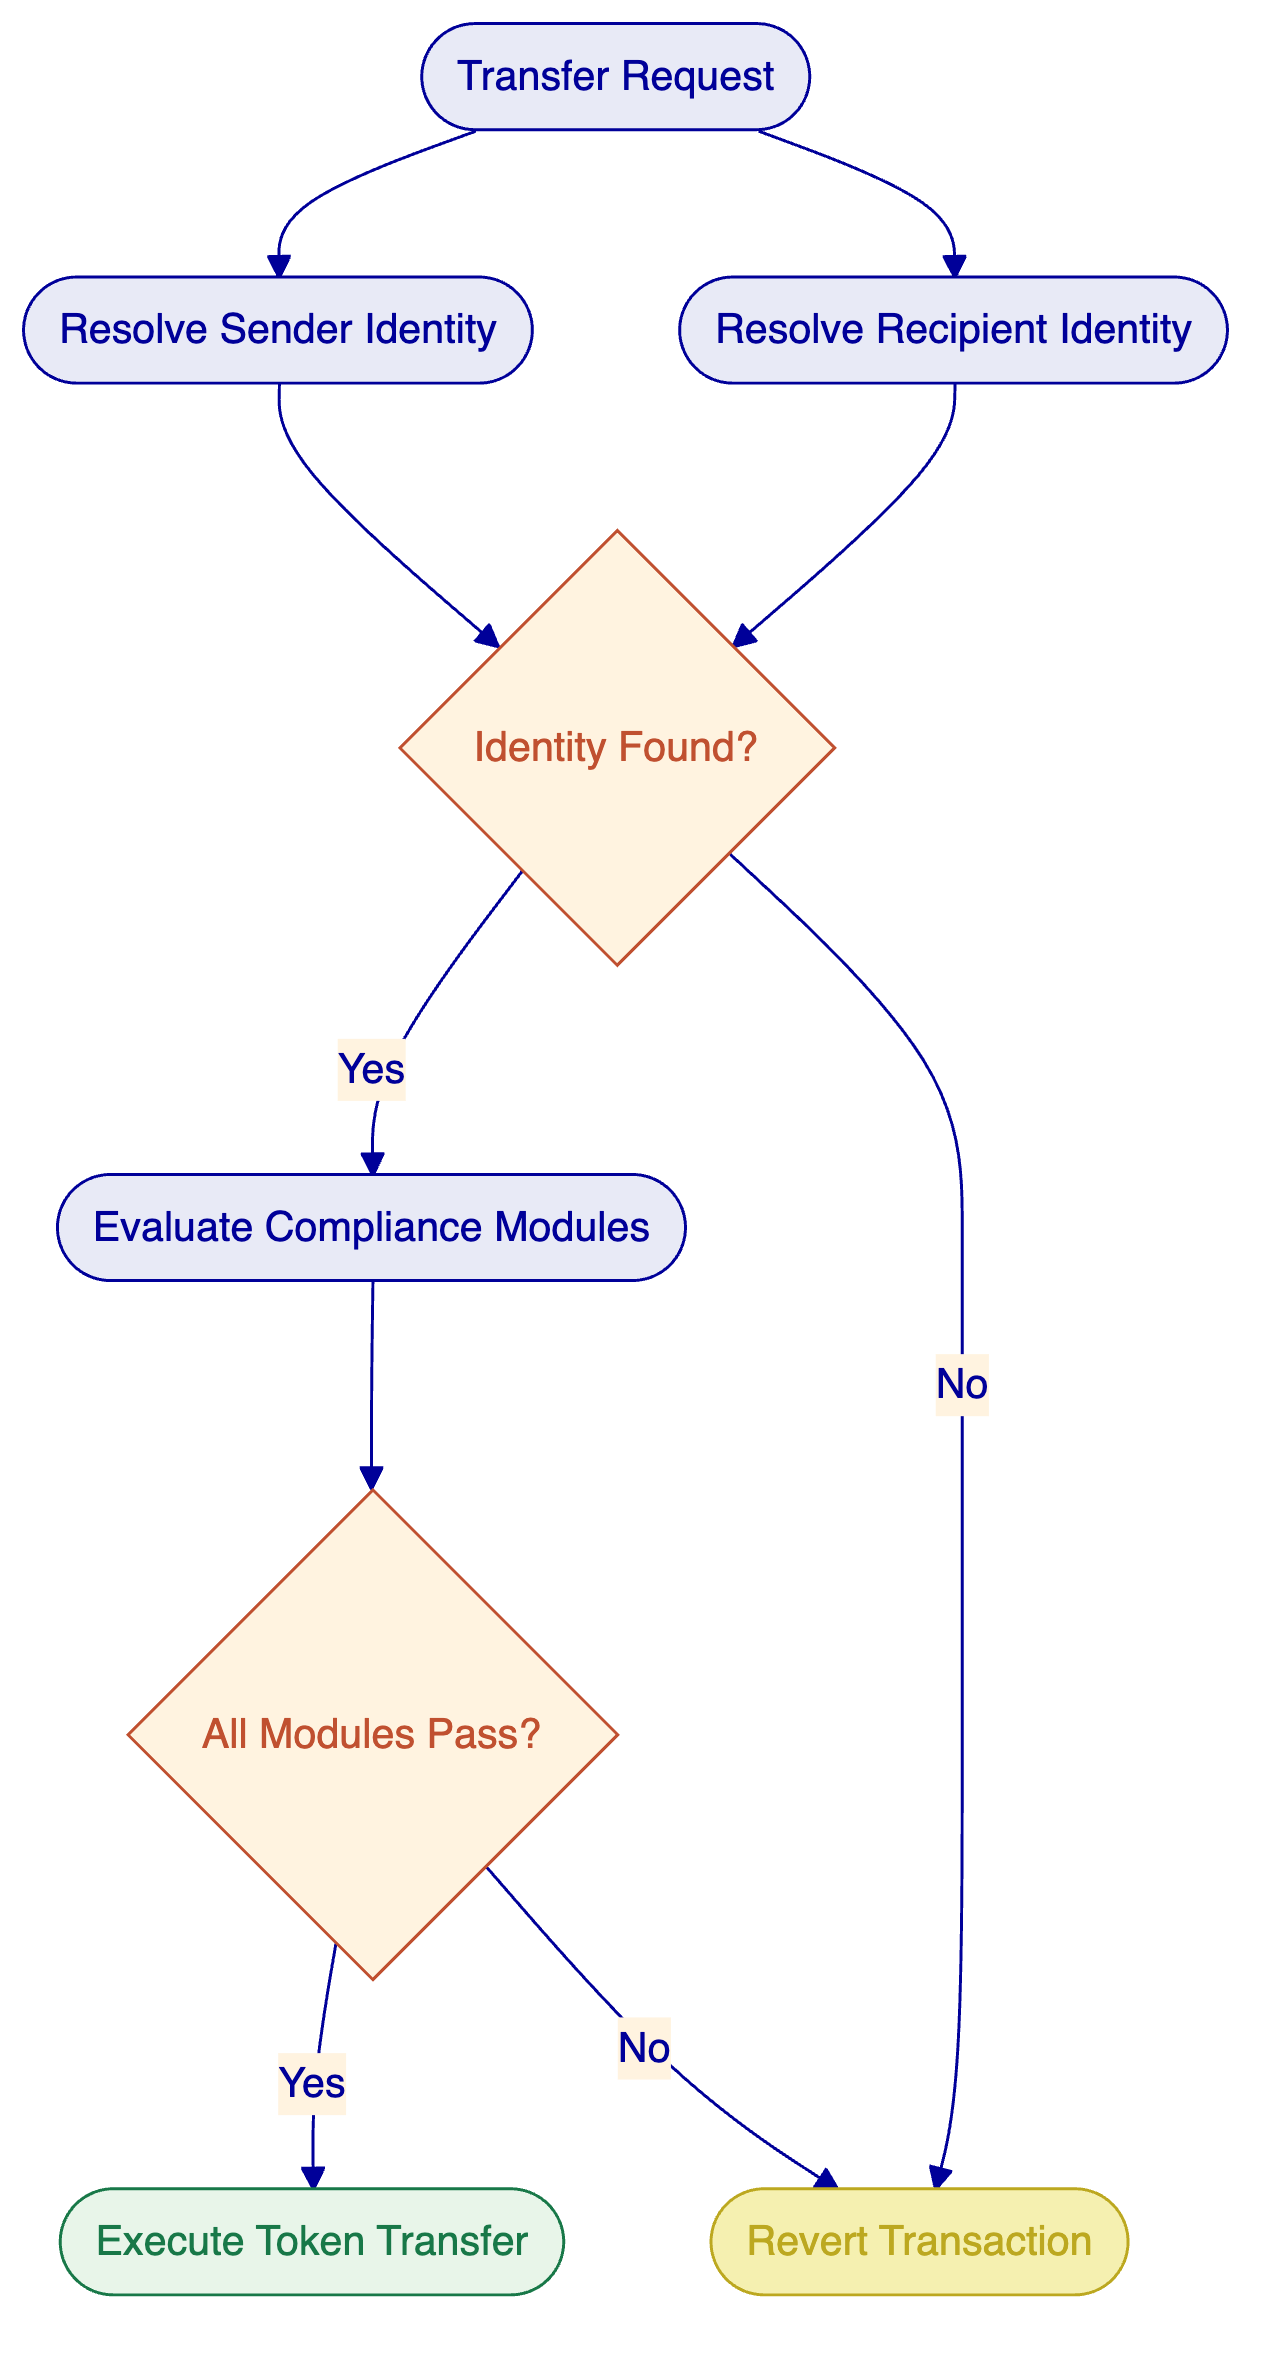 Transfer Request
Resolve Sender Identity
Resolve Recipient Identity
Identity Found?
Yes
Evaluate Compliance Modules
No
All Modules Pass?
No
Yes
Execute Token Transfer
Revert Transaction